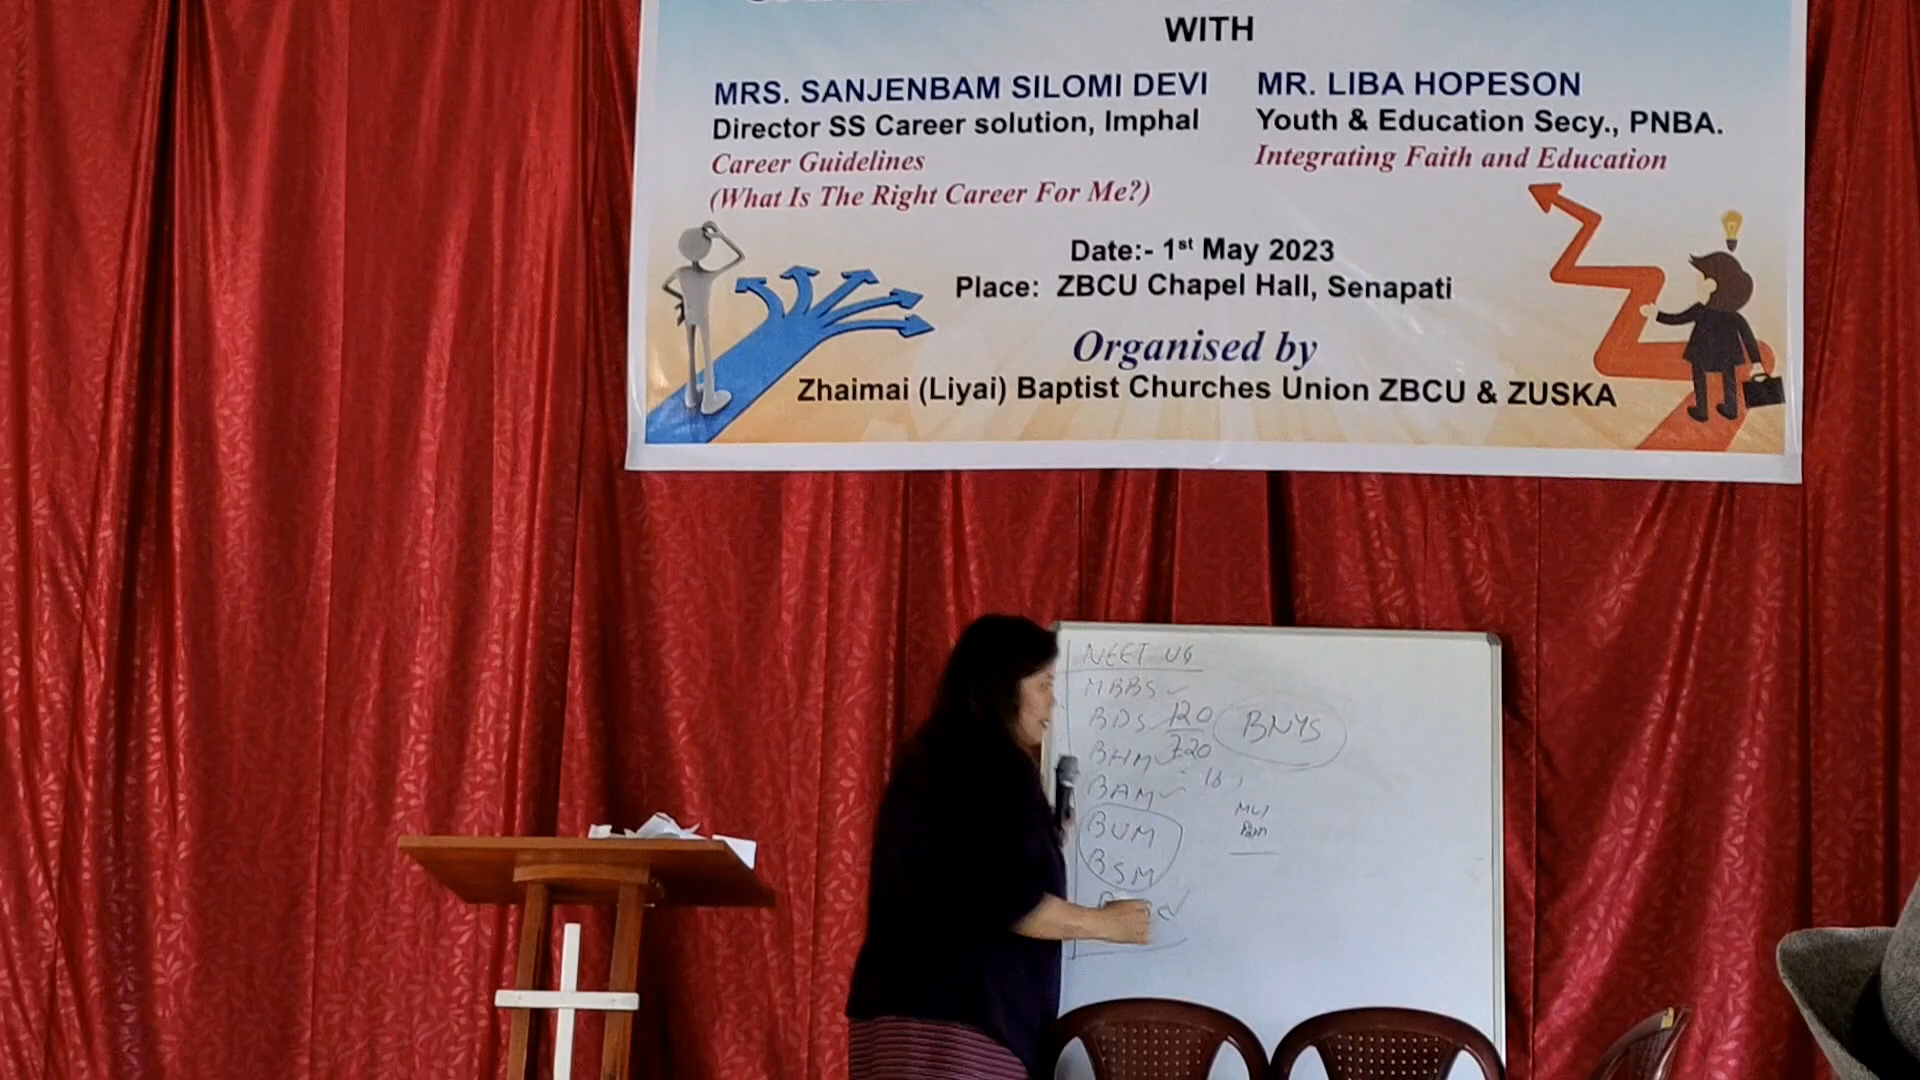 WITH
MRS. SANJENBAM SILOMI DEVI
Director SS Career solution, Imphal
Career Guidelines
(What Is The Right Career For Me?)
MR. LIBA HOPESON
Youth & Education Secy., PNBA.
Integrating Faith and Education
Date:- 1st May 2023
Place: ZBCU Chapel Hall, Senapati
Organised by
Zhaimai (Liyai) Baptist Churches Union ZBCU & ZUSKA
NEET UG
MBBS
BDS 120
BHM 720
BAM
BUM
BSM
BNYS